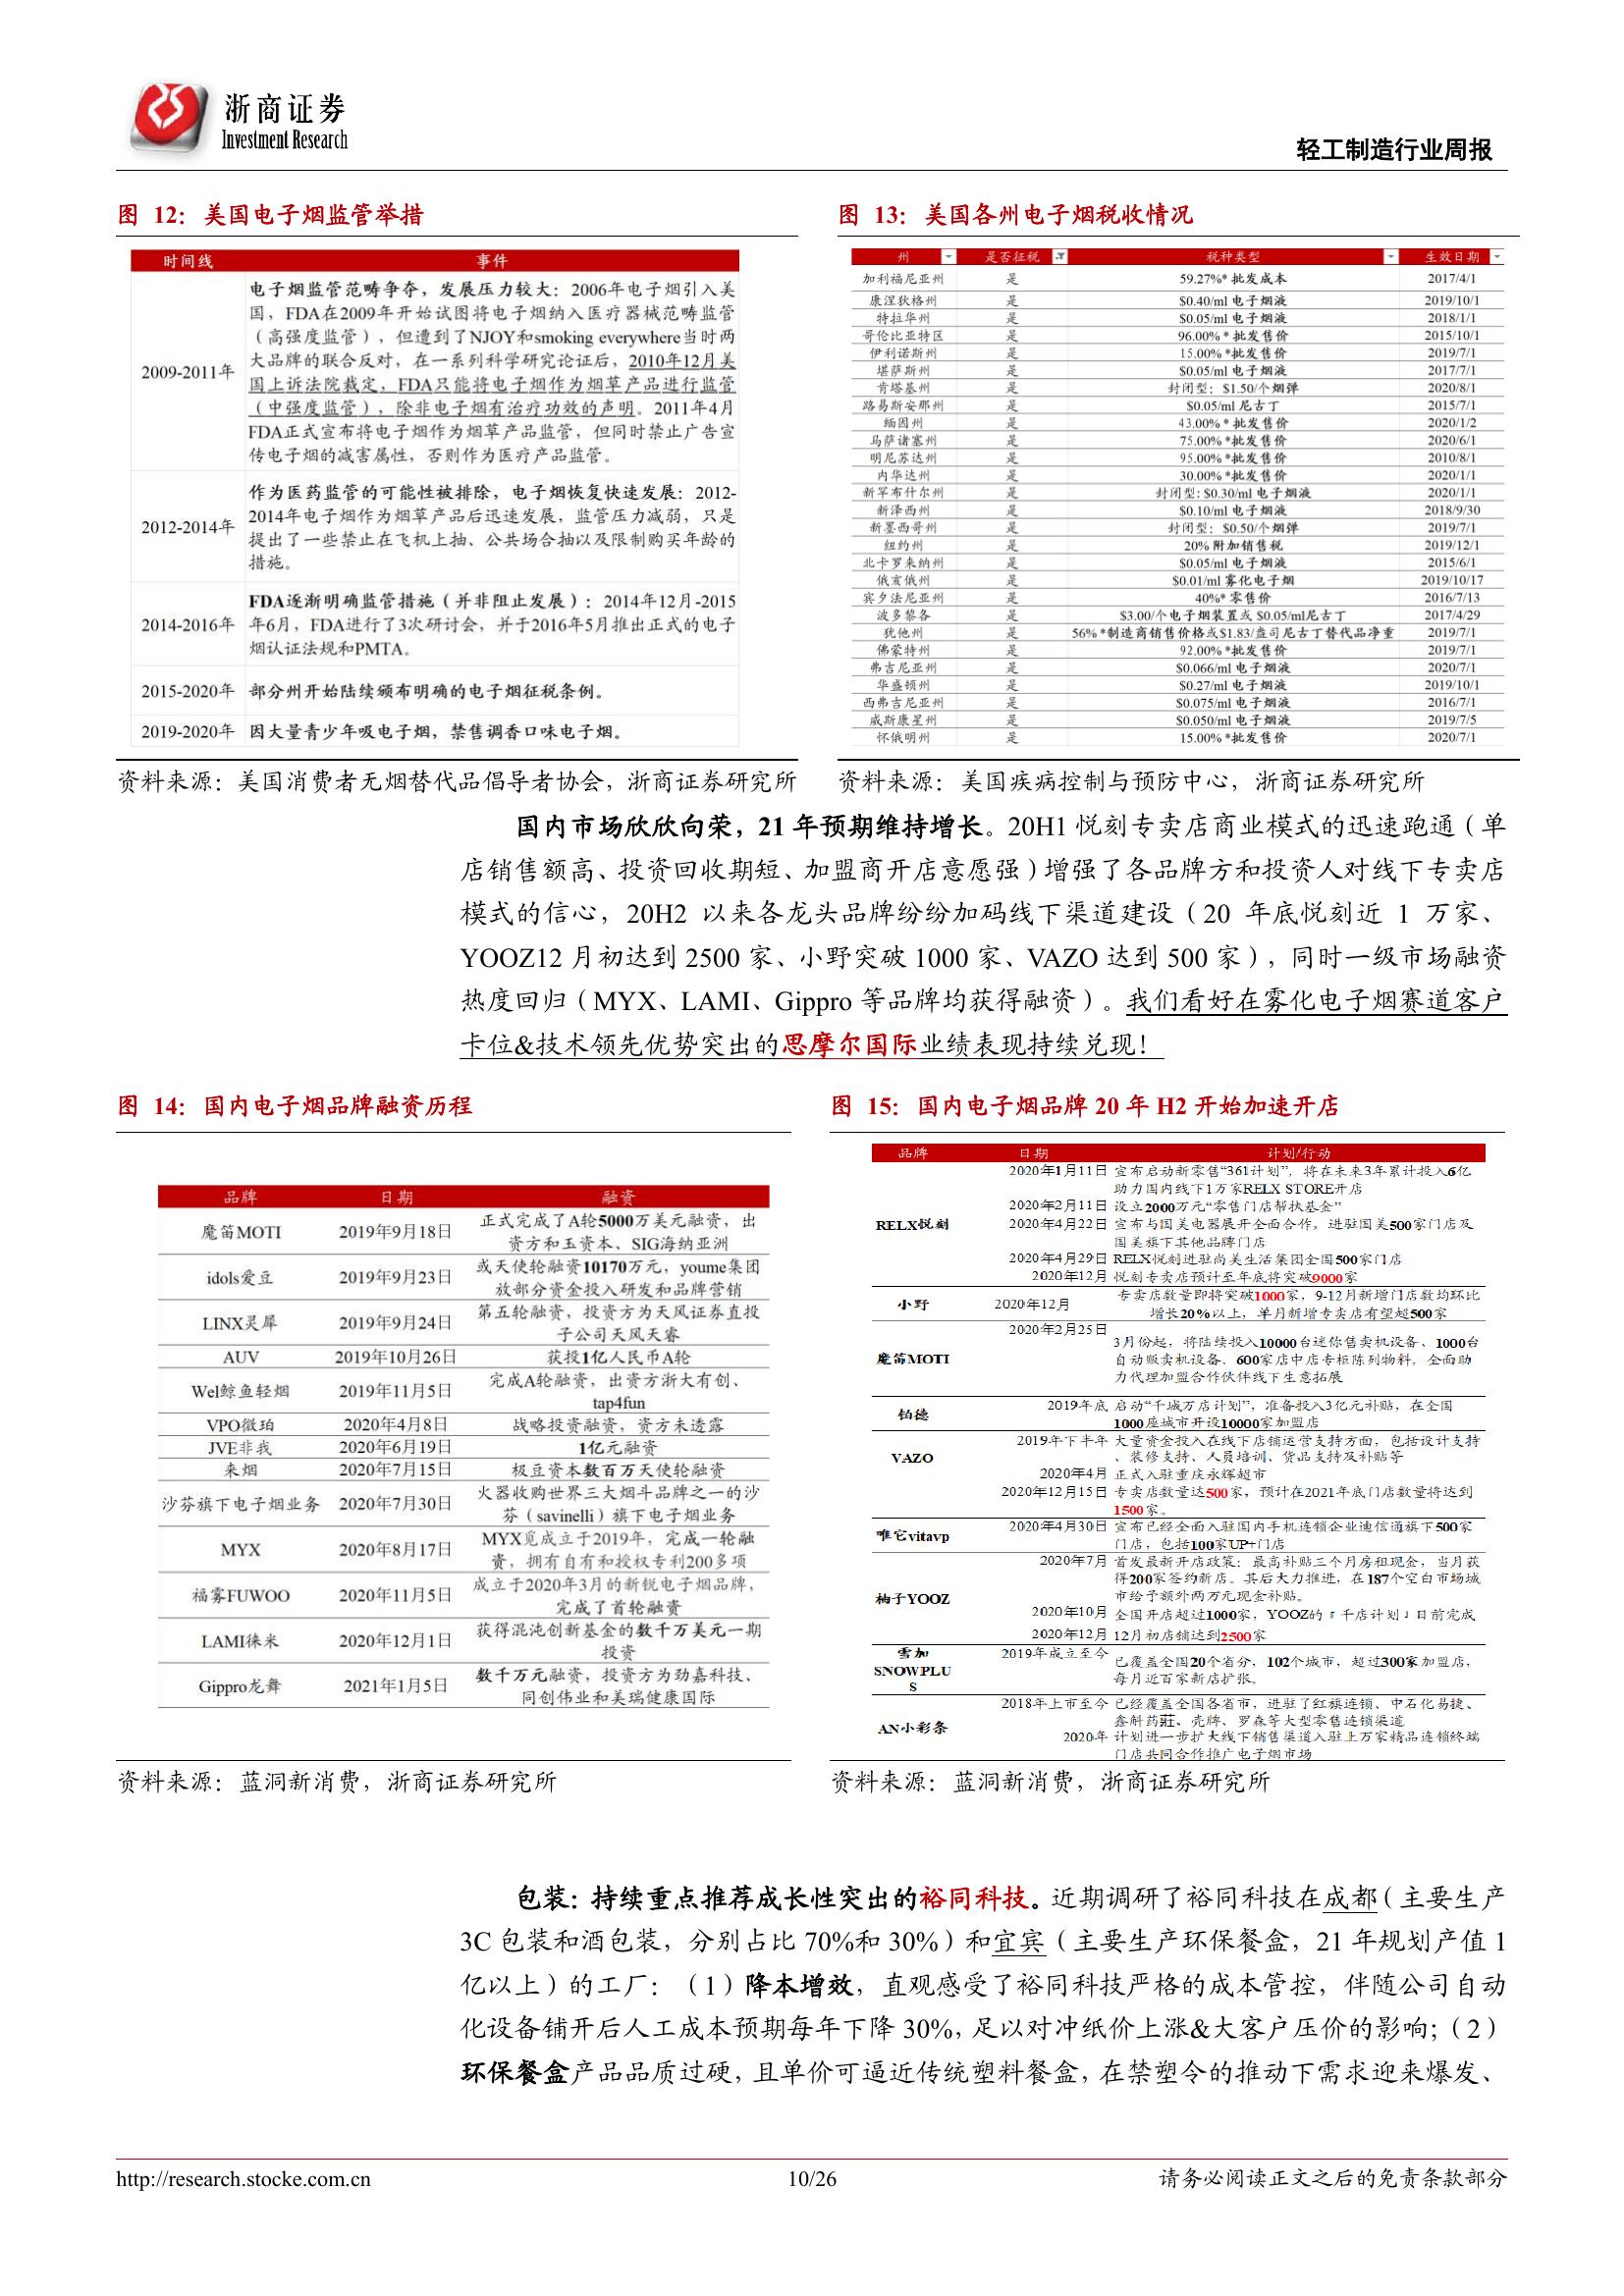 浙商证券
Investment Research
轻工制造行业周报
图 12：美国电子烟监管举措
时间线 事件
2009-2011年
电子烟监管范畴争夺，发展压力较大：2006年电子烟引入美
国，FDA在2009年开始试图将电子烟纳入医疗器械范畴监管
（高强度监管），但遭到了NJOY和smoking everywhere当时两
大品牌的联合反对，在一系列科学研究论证后，2010年12月美
国上诉法院裁定，FDA只能将电子烟作为烟草产品进行监管
（中强度监管），除非电子烟有治疗功效的声明。2011年4月
FDA正式宣布将电子烟作为烟草产品监管，但同时禁止广告宣
传电子烟的减害属性，否则作为医疗产品监管。
2012-2014年
作为医药监管的可能性被排除，电子烟恢复快速发展：2012-
2014年电子烟作为烟草产品后迅速发展，监管压力减弱，只是
提出了一些禁止在飞机上抽、公共场合抽以及限制购买年龄的
措施。
2014-2016年
FDA逐渐明确监管措施（并非阻止发展）：2014年12月-2015
年6月，FDA进行了3次研讨会，并于2016年5月推出正式的电子
烟认证法规和PMTA。
2015-2020年 部分州开始陆续颁布明确的电子烟征税条例。
2019-2020年 因大量青少年吸电子烟，禁售调香口味电子烟。
资料来源：美国消费者无烟替代品倡导者协会，浙商证券研究所
图 13：美国各州电子烟税收情况
州 是否征税 税种类型 生效日期
加利福尼亚州 是 59.27%* 批发成本 2017/4/1
康涅狄格州 是 $0.40/ml 电子烟液 2019/10/1
特拉华州 是 $0.05/ml 电子烟液 2018/1/1
哥伦比亚特区 是 96.00% * 批发售价 2015/10/1
伊利诺斯州 是 15.00% *批发售价 2019/7/1
堪萨斯州 是 $0.05/ml 电子烟液 2017/7/1
肯塔基州 是 封闭型：$1.50/个烟弹 2020/8/1
路易斯安那州 是 $0.05/ml 尼古丁 2015/7/1
缅因州 是 43.00% * 批发售价 2020/1/2
马萨诸塞州 是 75.00% *批发售价 2020/6/1
明尼苏达州 是 95.00% *批发售价 2010/8/1
内华达州 是 30.00% *批发售价 2020/1/1
新罕布什尔州 是 封闭型: $0.30/ml 电子烟液 2020/1/1
新泽西州 是 $0.10/ml 电子烟液 2018/9/30
新墨西哥州 是 封闭型：$0.50/个烟弹 2019/7/1
纽约州 是 20% 附加销售税 2019/12/1
北卡罗来纳州 是 $0.05/ml 电子烟液 2015/6/1
俄亥俄州 是 $0.01/ml 雾化电子烟 2019/10/17
宾夕法尼亚州 是 40%* 零售价 2016/7/13
波多黎各 是 $3.00/个电子烟装置或 $0.05/ml尼古丁 2017/4/29
犹他州 是 56% *制造商销售价格或$1.83/盎司尼古丁替代品净重 2019/7/1
佛蒙特州 是 92.00% *批发售价 2019/7/1
弗吉尼亚州 是 $0.066/ml 电子烟液 2020/7/1
华盛顿州 是 $0.27/ml 电子烟液 2019/10/1
西弗吉尼亚州 是 $0.075/ml 电子烟液 2016/7/1
威斯康星州 是 $0.050/ml 电子烟液 2019/7/5
怀俄明州 是 15.00% *批发售价 2020/7/1
资料来源：美国疾病控制与预防中心，浙商证券研究所
国内市场欣欣向荣，21 年预期维持增长。20H1 悦刻专卖店商业模式的迅速跑通（单
店销售额高、投资回收期短、加盟商开店意愿强）增强了各品牌方和投资人对线下专卖店
模式的信心，20H2 以来各龙头品牌纷纷加码线下渠道建设（20 年底悦刻近 1 万家、
YOOZ12 月初达到 2500 家、小野突破 1000 家、VAZO 达到 500 家），同时一级市场融资
热度回归（MYX、LAMI、Gippro 等品牌均获得融资）。我们看好在雾化电子烟赛道客户
卡位&技术领先优势突出的思摩尔国际业绩表现持续兑现！
图 14：国内电子烟品牌融资历程
品牌 日期 融资
魔笛MOTI 2019年9月18日 正式完成了A轮5000万美元融资，出
资方和玉资本、SIG海纳亚洲
idols爱豆 2019年9月23日 或天使轮融资10170万元，youme集团
放部分资金投入研发和品牌营销
LINX灵犀 2019年9月24日 第五轮融资，投资方为天风证券直投
子公司天风天睿
AUV 2019年10月26日 获投1亿人民币A轮
Wel鲸鱼轻烟 2019年11月5日 完成A轮融资，出资方浙大有创、
tap4fun
VPO微珀 2020年4月8日 战略投资融资，资方未透露
JVE非我 2020年6月19日 1亿元融资
来烟 2020年7月15日 极豆资本数百万天使轮融资
沙芬旗下电子烟业务 2020年7月30日 火器收购世界三大烟斗品牌之一的沙
芬（savinelli）旗下电子烟业务
MYX 2020年8月17日 MYX觅成立于2019年，完成一轮融
资，拥有自有和授权专利200多项
福雾FUWOO 2020年11月5日 成立于2020年3月的新锐电子烟品牌，
完成了首轮融资
LAMI徕米 2020年12月1日 获得混沌创新基金的数千万美元一期
投资
Gippro龙舞 2021年1月5日 数千万元融资，投资方为劲嘉科技、
同创伟业和美瑞健康国际
资料来源：蓝洞新消费，浙商证券研究所
图 15：国内电子烟品牌 20 年 H2 开始加速开店
品牌 日期 计划/行动
RELX悦刻
2020年1月11日 宣布启动新零售“361计划”，将在未来3年累计投入6亿
助力国内线下1万家RELX STORE开店
2020年2月11日 设立2000万元“零售门店帮扶基金”
2020年4月22日 宣布与国美电器展开全面合作，进驻国美500家门店及
国美旗下其他品牌门店
2020年4月29日 RELX悦刻进驻尚美生活集团全国500家门店
2020年12月 悦刻专卖店预计至年底将突破9000家
小野 2020年12月 专卖店数量即将突破1000家，9-12月新增门店数均环比
增长20%以上，单月新增专卖店有望超500家
魔笛MOTI 2020年2月25日
3月份起，将陆续投入10000台迷你售卖机设备、1000台
自动贩卖机设备、600家店中店专柜陈列物料，全面助
力代理加盟合作伙伴线下生意拓展
铂德 2019年底 启动“千城万店计划”，准备投入3亿元补贴，在全国
1000座城市开设10000家加盟店
VAZO
2019年下半年 大量资金投入在线下店铺运营支持方面，包括设计支持
、装修支持、人员培训、货品支持及补贴等
2020年4月 正式入驻重庆永辉超市
2020年12月15日 专卖店数量达500家，预计在2021年底门店数量将达到
1500家。
唯它vitavp 2020年4月30日 宣布已经全面入驻国内手机连锁企业迪信通旗下500家
门店，包括100家UP+门店
柚子YOOZ
2020年7月 首发最新开店政策：最高补贴三个月房租现金，当月获
得200家签约新店。其后大力推进，在187个空白市场城
市给予额外两万元现金补贴。
2020年10月 全国开店超过1000家，YOOZ的『千店计划』日前完成
2020年12月 12月初店铺达到2500家
雪加
SNOWPLU
S
2019年成立至今 已覆盖全国20个省分，102个城市，超过300家加盟店，
每月近百家新店扩张。
AN小彩条
2018年上市至今 已经覆盖全国各省市，进驻了红旗连锁、中石化易捷、
鑫斛药莊、壳牌、罗森等大型零售连锁渠道
2020年 计划进一步扩大线下销售渠道入驻上万家精品连锁终端
门店共同合作推广电子烟市场
资料来源：蓝洞新消费，浙商证券研究所
包装：持续重点推荐成长性突出的裕同科技。近期调研了裕同科技在成都（主要生产
3C 包装和酒包装，分别占比 70%和 30%）和宜宾（主要生产环保餐盒，21 年规划产值 1
亿以上）的工厂：（1）降本增效，直观感受了裕同科技严格的成本管控，伴随公司自动
化设备铺开后人工成本预期每年下降 30%，足以对冲纸价上涨&大客户压价的影响；（2）
环保餐盒产品品质过硬，且单价可逼近传统塑料餐盒，在禁塑令的推动下需求迎来爆发、
http://research.stocke.com.cn
10/26
请务必阅读正文之后的免责条款部分